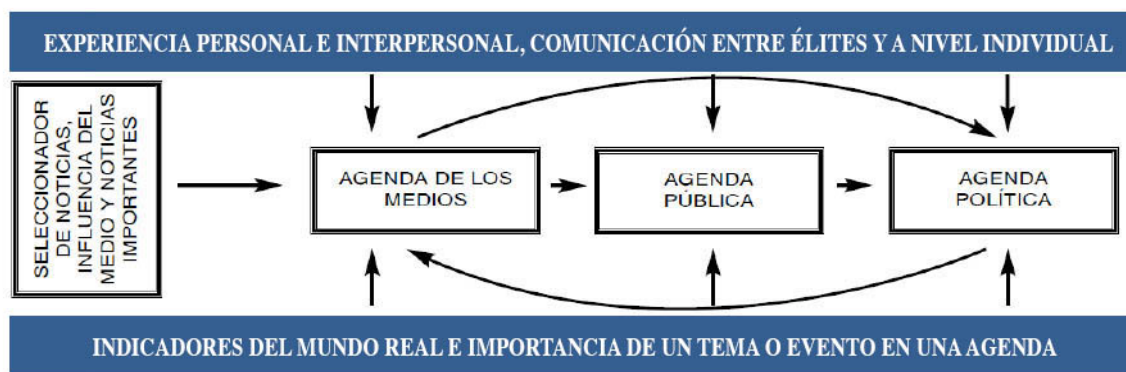 EXPERIENCIA PERSONAL E INTERPERSONAL, COMUNICACIÓN ENTRE ÉLITES Y A NIVEL INDIVIDUAL
SELECCIONADOR
DE NOTICIAS,
INFLUENCIA DEL
MEDIO Y NOTICIAS
IMPORTANTES
AGENDA DE LOS
MEDIOS
AGENDA
PÚBLICA
AGENDA
POLÍTICA
INDICADORES DEL MUNDO REAL E IMPORTANCIA DE UN TEMA O EVENTO EN UNA AGENDA